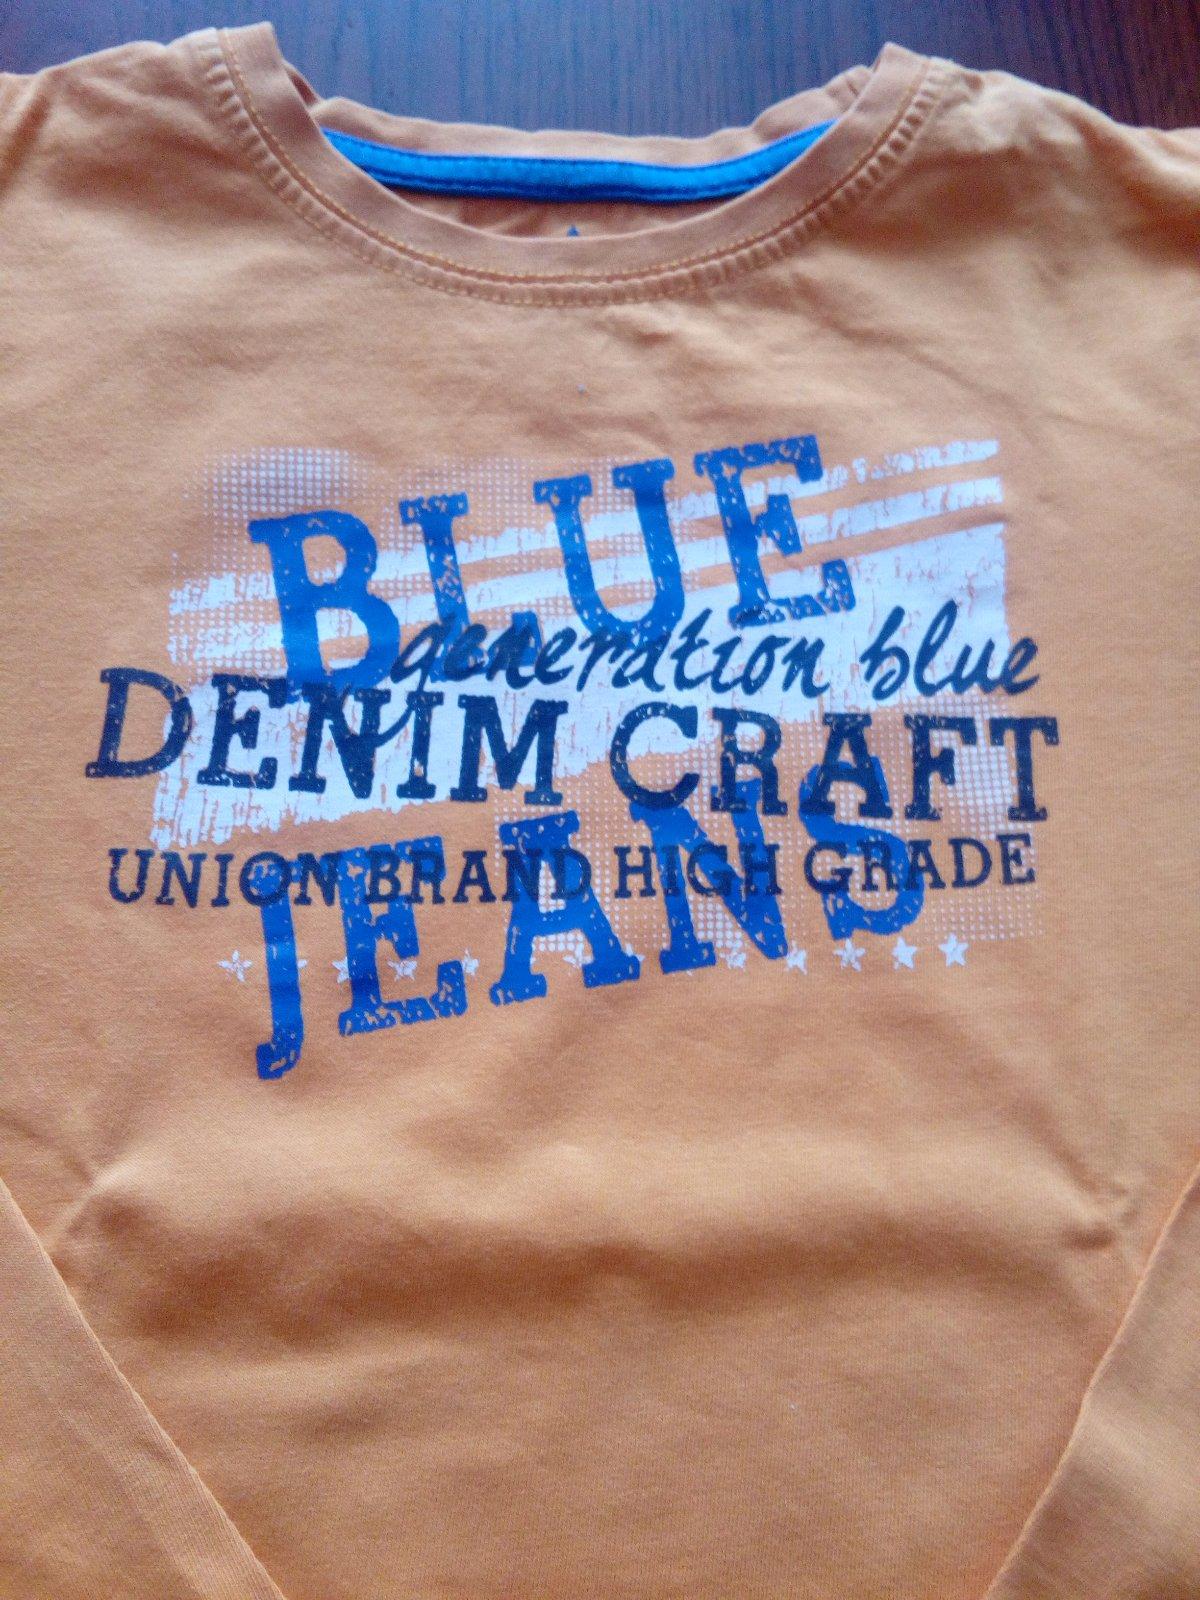 BLUE
generation blue
DENIM CRAFT
UNION BRAND HIGH GRADE
JEANS